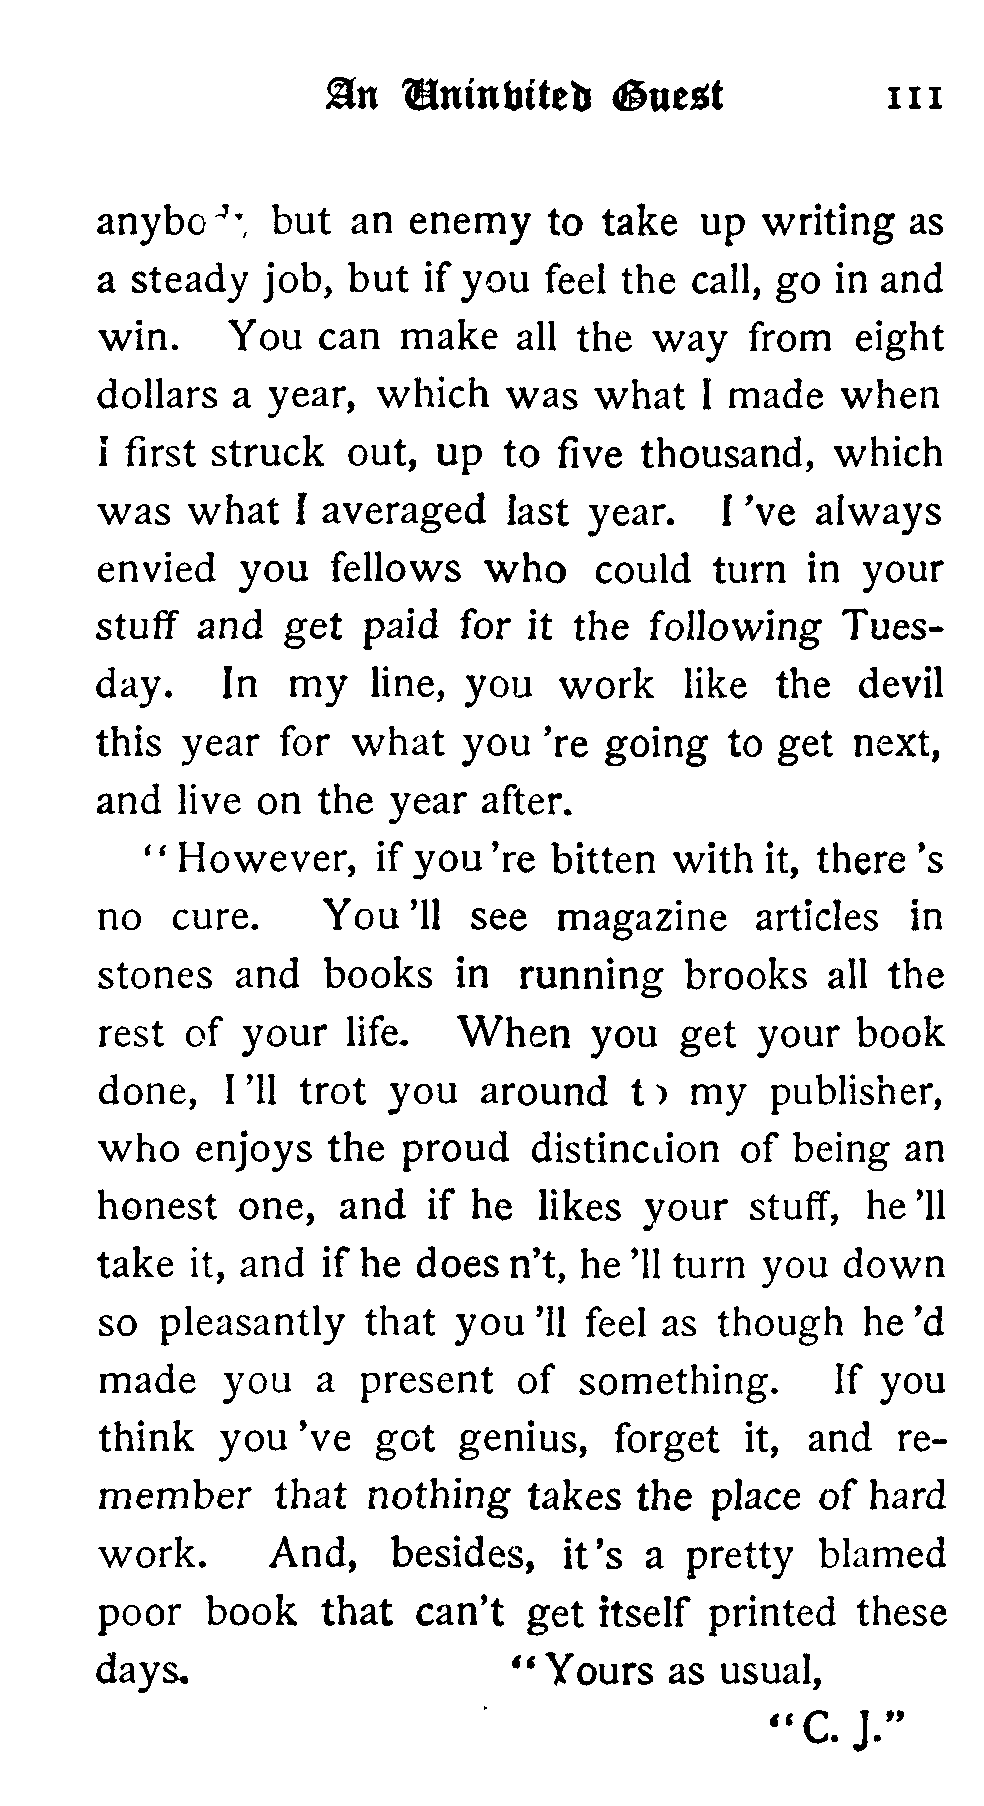 An Uninvited Guest 111
but an enemy to take up writing as
a steady job, but if you feel the call, go in and
win. You can make all the way from eight
dollars a year, which was what I made when
I first struck out, up to five thousand, which
was what I averaged last year. I 've always
envied you fellows who could turn in your
stuff and get paid for it the following Tues-
day. In my line, you work like the devil
this year for what you 're going to get next,
and live on the year after.
"However, if you 're bitten with it, there 's
no cure. You 'll see magazine articles in
stones and books in running brooks all the
rest of your life. When you get your book
done, I 'll trot you around to my publisher,
who enjoys the proud distinction of being an
honest one, and if he likes your stuff, he 'll
take it, and if he does n't, he 'll turn you down
so pleasantly that you 'll feel as though he 'd
made you a present of something. If you
think you 've got genius, forget it, and re-
member that nothing takes the place of hard
work. And, besides, it 's a pretty blamed
poor book that can't get itself printed these
days. "Yours as usual,
"C. J."